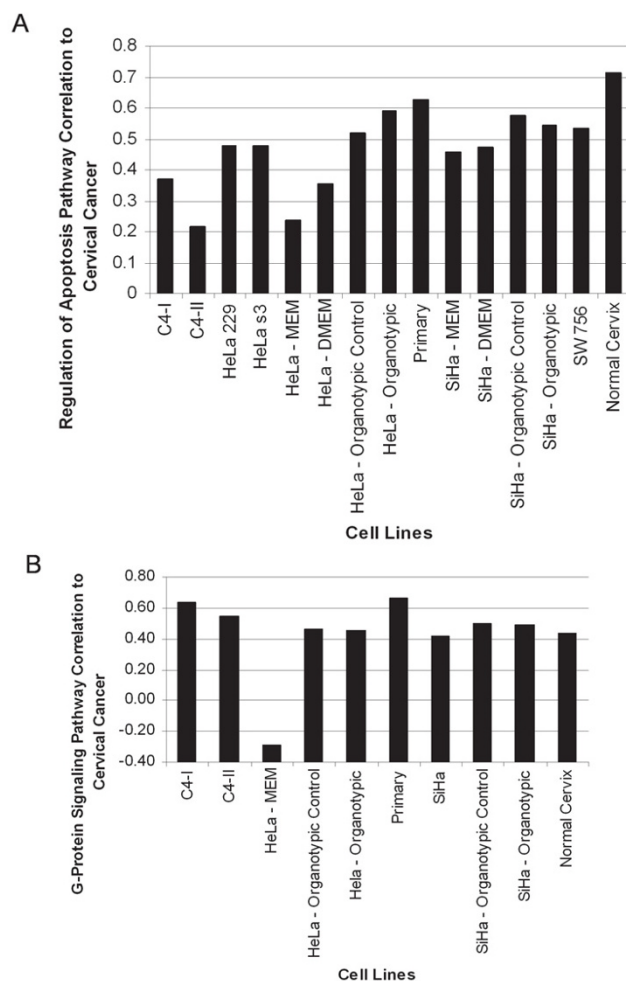 A
Regulation of Apoptosis Pathway Correlation to
Cervical Cancer
0.8
0.7
0.6
0.5
0.4
0.3
0.2
0.1
0
C4-I
C4-II
HeLa 229
HeLa s3
HeLa - MEM
HeLa - DMEM
HeLa - Organotypic Control
HeLa - Organotypic
Primary
SiHa - MEM
SiHa - DMEM
SiHa - Organotypic Control
SiHa - Organotypic
SW 756
Normal Cervix
Cell Lines
B
G-Protein Signaling Pathway Correlation to
Cervical Cancer
0.80
0.60
0.40
0.00
-0.20
-0.40
C4-I
C4-II
HeLa - MEM
HeLa - Organotypic Control
Hela - Organotypic
Primary
SiHa
SiHa - Organotypic Control
SiHa - Organotypic
Normal Cervix
Cell Lines